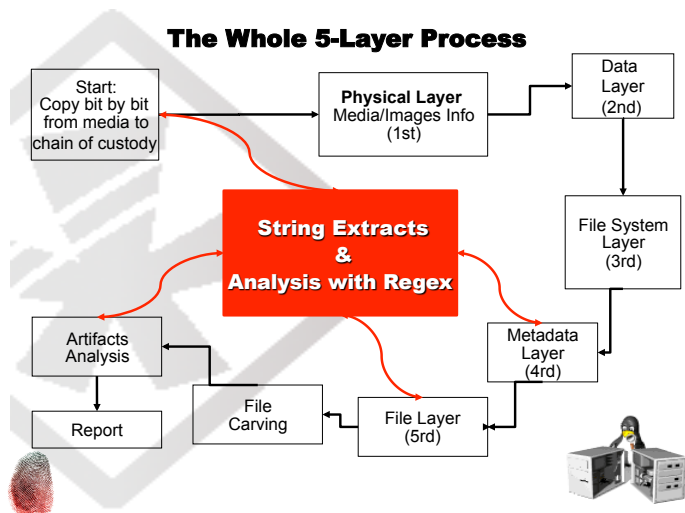 The Whole 5-Layer Process
Start:
Copy bit by bit
from media to
chain of custody
Physical Layer
Media/Images Info
(1st)
Data
Layer
(2nd)
File System
Layer
(3rd)
String Extracts
&
Analysis with Regex
Metadata
Layer
(4rd)
File Layer
(5rd)
File
Carving
Artifacts
Analysis
Report